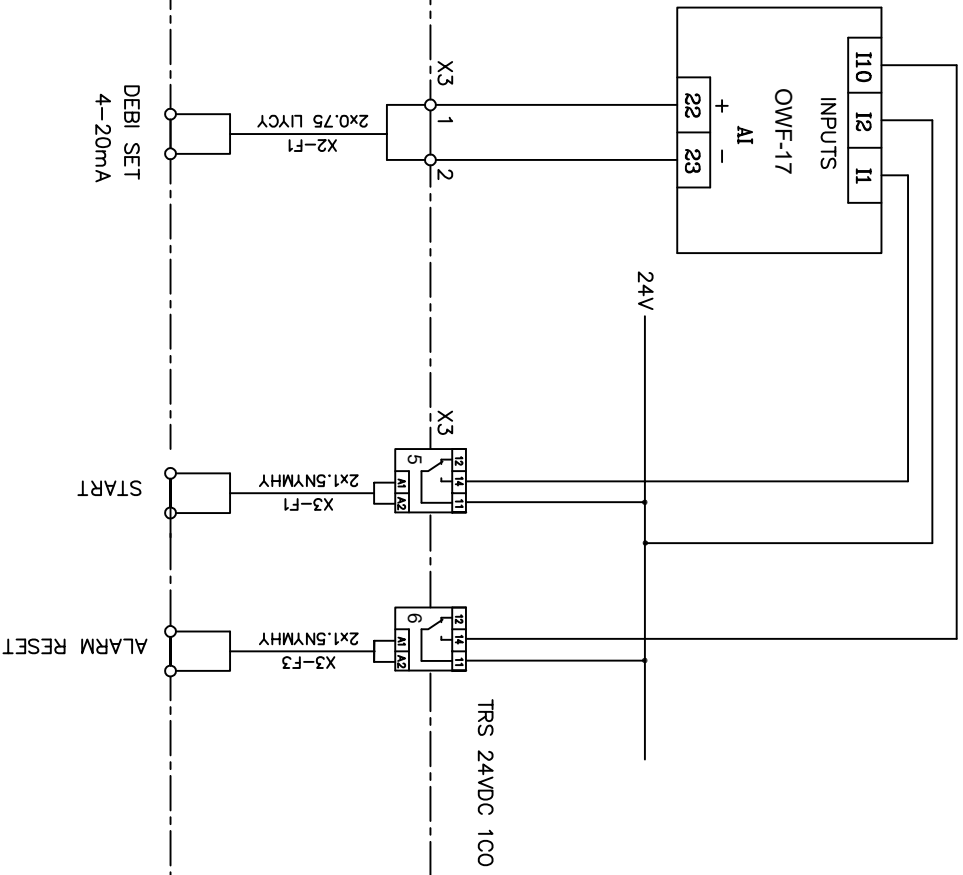 I10
I2
I1
INPUTS
OWF-17
AI
+
−
22
23
X3
1
2
2x0.75 LIYCY
X2-F1
DEBI SET
4-20mA
24V
X3
5
12
14
11
A1
A2
2x1.5NYMHY
X3-F1
START
6
12
14
11
A1
A2
2x1.5NYMHY
X3-F3
ALARM RESET
TRS 24VDC 1CO